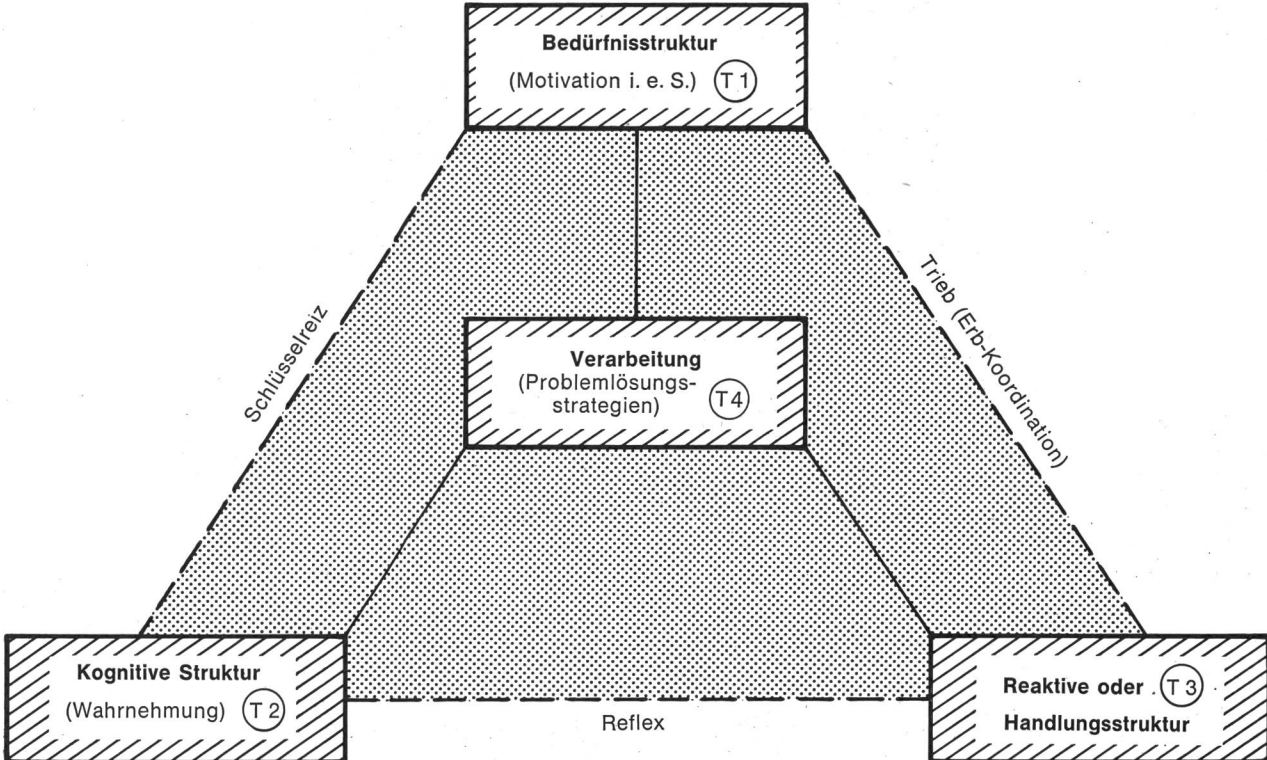 Bedürfnisstruktur
(Motivation i. e. S.) T 1
Schlüsselreiz
Trieb (Erb-Koordination)
Verarbeitung
(Problemlösungs-
strategien) T 4
Kognitive Struktur
(Wahrnehmung) T 2
Reflex
Reaktive oder T 3
Handlungsstruktur